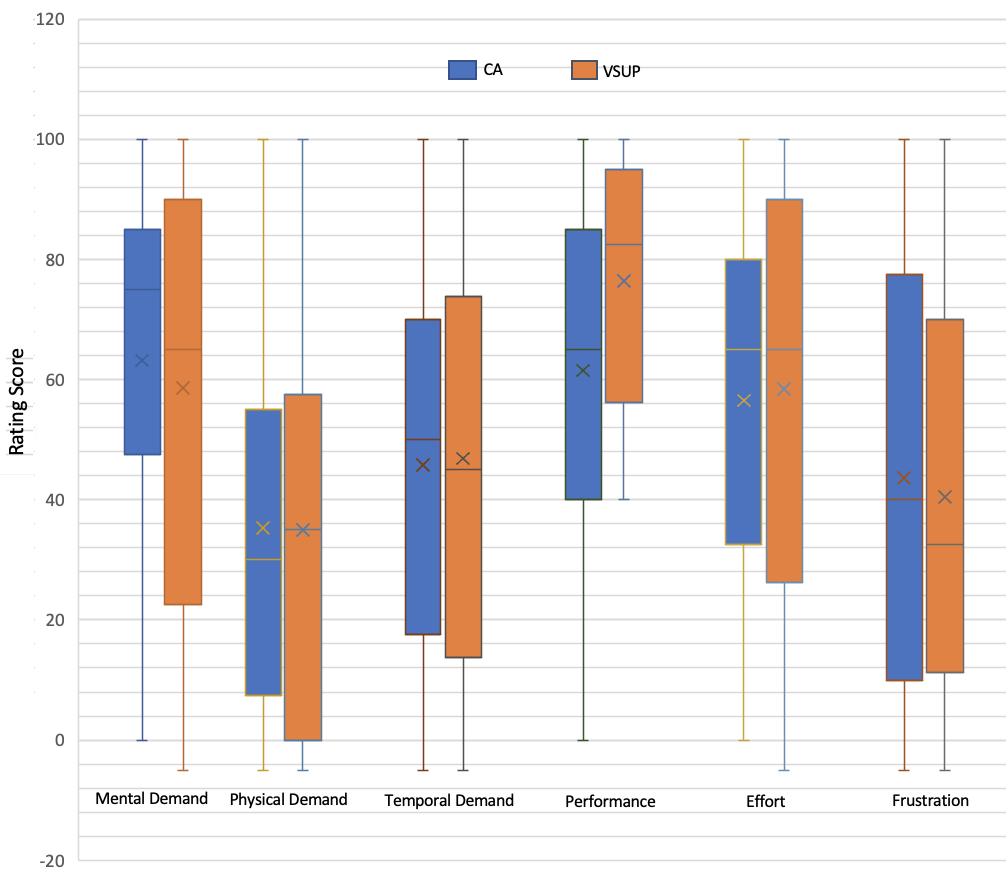 120
CA
VSUP
100
80
60
40
20
0
-20
Rating Score
Mental Demand
Physical Demand
Temporal Demand
Performance
Effort
Frustration